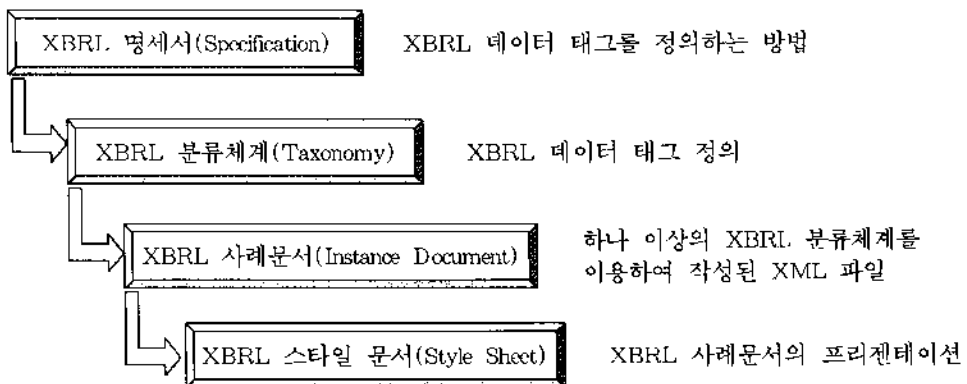 XBRL 명세서(Specification) XBRL 데이터 태그를 정의하는 방법
XBRL 분류체계(Taxonomy) XBRL 데이터 태그 정의
XBRL 사례문서(Instance Document) 하나 이상의 XBRL 분류체계를
이용하여 작성된 XML 파일
XBRL 스타일 문서(Style Sheet) XBRL 사례문서의 프리젠테이션